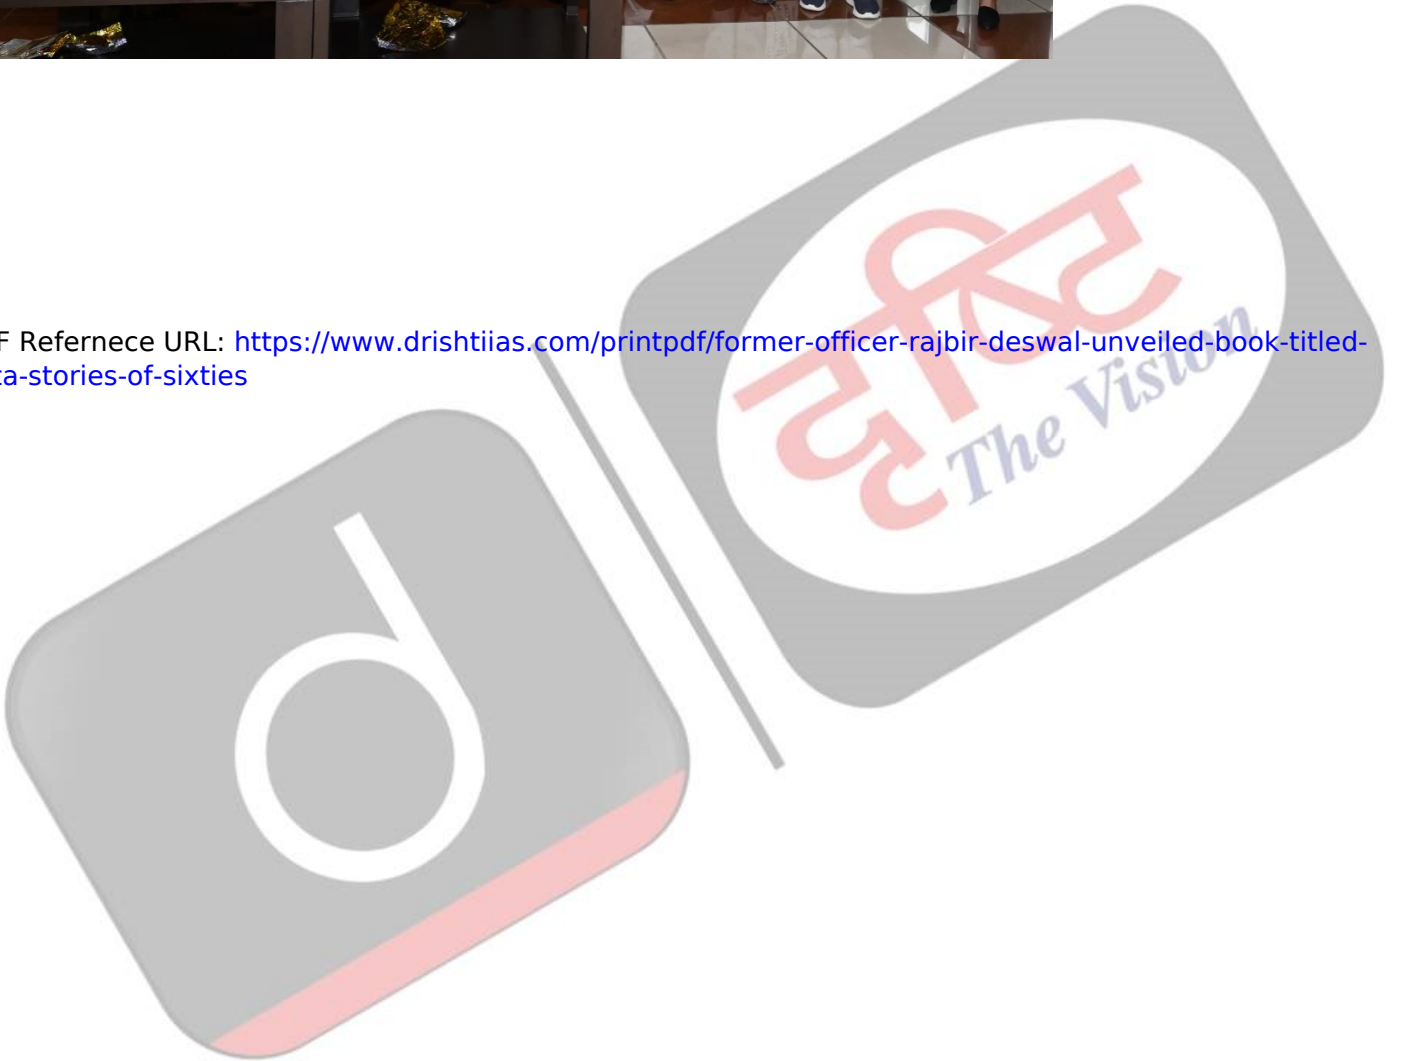 F Refernece URL: https://www.drishtiias.com/printpdf/former-officer-rajbir-deswal-unveiled-book-titled-
ta-stories-of-sixties
दृष्टि
The Vision
d